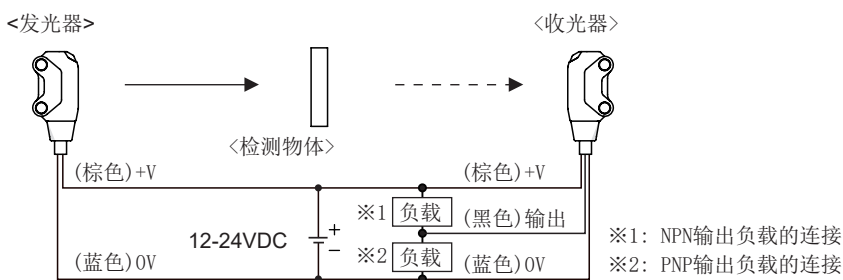 <发光器>
<收光器>
<检测物体>
(棕色)+V
(棕色)+V
※1 负载 (黑色)输出
12-24VDC
+
-
※2 负载
(蓝色)0V
(蓝色)0V
※1: NPN输出负载的连接
※2: PNP输出负载的连接